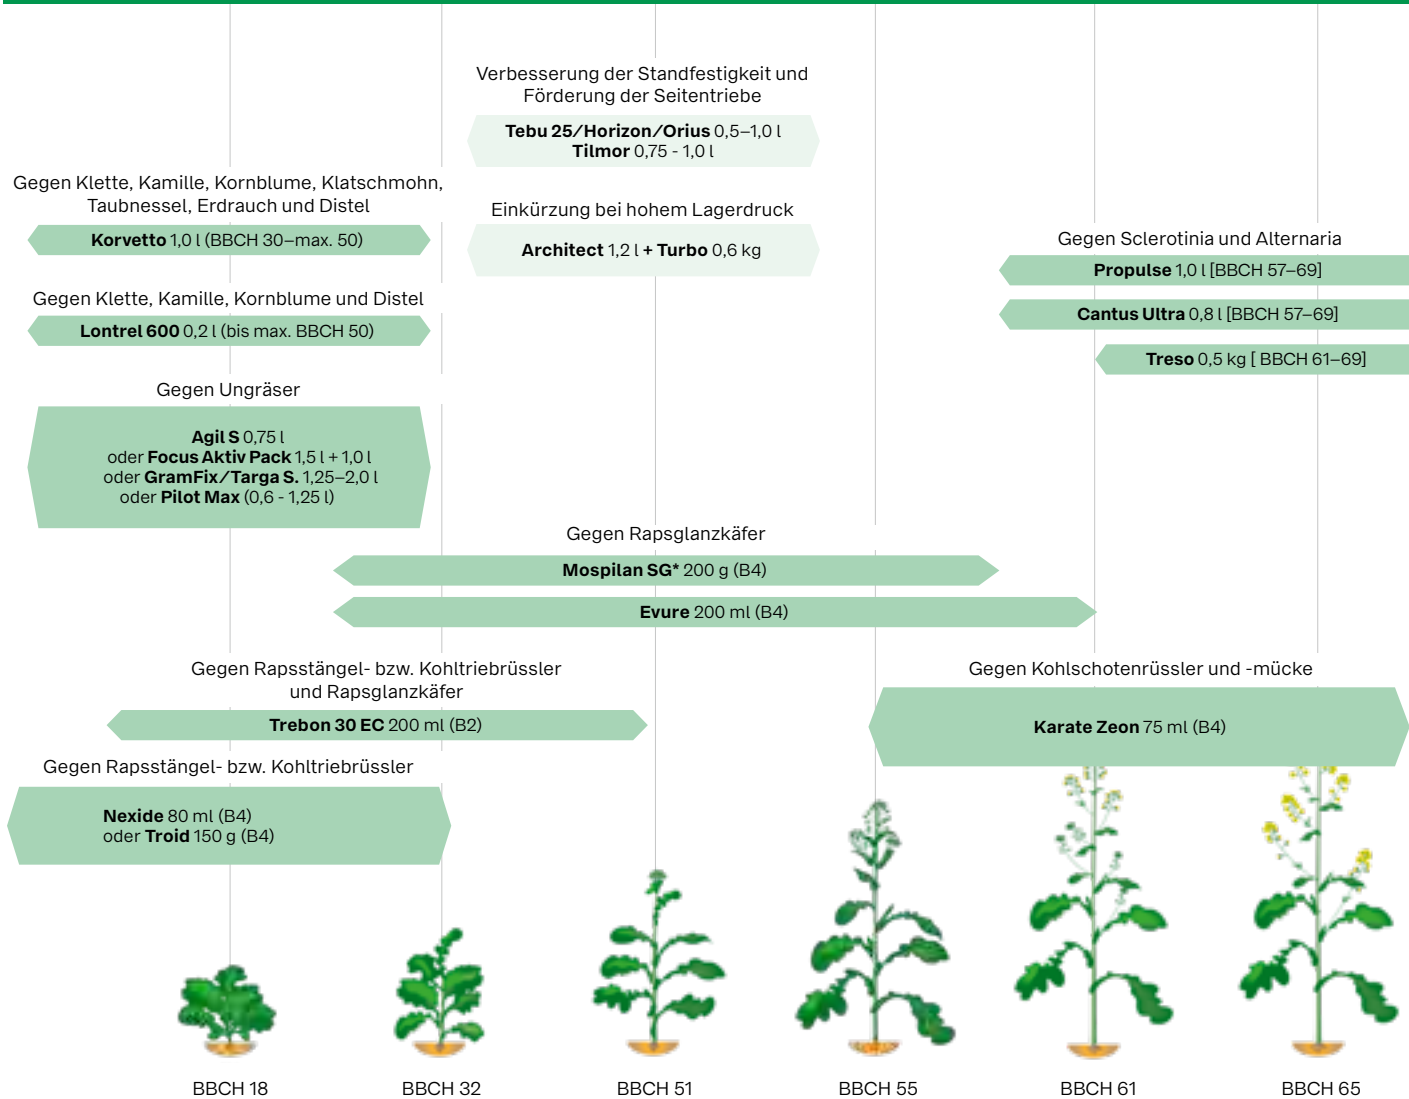 Verbesserung der Standfestigkeit und
Förderung der Seitentriebe
Tebu 25/Horizon/Orius 0,5–1,0 l
Tilmor 0,75 - 1,0 l
Gegen Klette, Kamille, Kornblume, Klatschmohn,
Taubnessel, Erdrauch und Distel
Korvetto 1,0 l (BBCH 30–max. 50)
Einkürzung bei hohem Lagerdruck
Architect 1,2 l + Turbo 0,6 kg
Gegen Sclerotinia und Alternaria
Propulse 1,0 l [BBCH 57–69]
Cantus Ultra 0,8 l [BBCH 57–69]
Treso 0,5 kg [ BBCH 61–69]
Gegen Klette, Kamille, Kornblume und Distel
Lontrel 600 0,2 l (bis max. BBCH 50)
Gegen Ungräser
Agil S 0,75 l
oder Focus Aktiv Pack 1,5 l + 1,0 l
oder GramFix/Targa S. 1,25–2,0 l
oder Pilot Max (0,6 - 1,25 l)
Gegen Rapsglanzkäfer
Mospilan SG* 200 g (B4)
Evure 200 ml (B4)
Gegen Rapsstängel- bzw. Kohltriebrüssler
und Rapsglanzkäfer
Trebon 30 EC 200 ml (B2)
Gegen Kohlschotenrüssler und -mücke
Karate Zeon 75 ml (B4)
Gegen Rapsstängel- bzw. Kohltriebrüssler
Nexide 80 ml (B4)
oder Troid 150 g (B4)
BBCH 18
BBCH 32
BBCH 51
BBCH 55
BBCH 61
BBCH 65